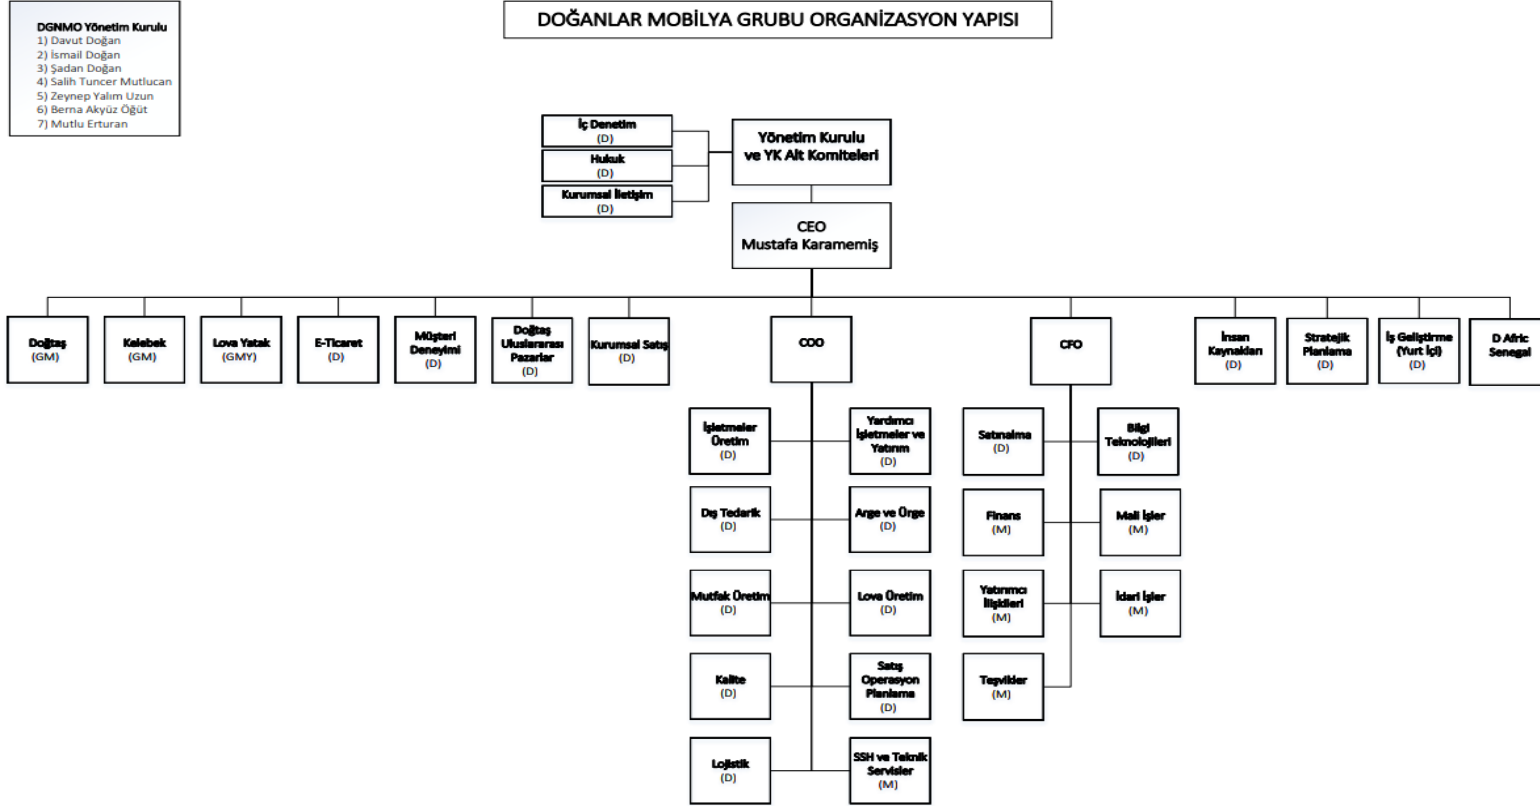 DOĞANLAR MOBİLYA GRUBU ORGANİZASYON YAPISI
DGNMO Yönetim Kurulu
1) Davut Doğan
2) İsmail Doğan
3) Şadan Doğan
4) Salih Tuncer Mutlucan
5) Zeynep Yalım Uzun
6) Berna Akyüz Öğüt
7) Mutlu Erturan
İç Denetim
(D)
Hukuk
(D)
Kurumsal İletişim
(D)
Yönetim Kurulu
ve YK Alt Komiteleri
CEO
Mustafa Karamemiş
Doğtaş
(GM)
Kelebek
(GM)
Lova Yatak
(GMY)
E-Ticaret
(D)
Müşteri
Deneyimi
(D)
Doğtaş
Uluslararası
Pazarlar
(D)
Kurumsal Satış
(D)
COO
CFO
İnsan
Kaynakları
(D)
Stratejik
Planlama
(D)
İş Geliştirme
(Yurt İçi)
(D)
D Afric
Senegal
İşletmeler
Üretim
(D)
Yardımcı
İşletmeler ve
Yatırım
(D)
Satınalma
(D)
Bilgi
Teknolojileri
(D)
Dış Tedarik
(D)
Arge ve Ürge
(D)
Finans
(M)
Mali İşler
(M)
Mutfak Üretim
(D)
Lova Üretim
(D)
Yatırımcı
İlişkileri
(M)
İdari İşler
(M)
Kalite
(D)
Satış
Operasyon
Planlama
(D)
Teşvikler
(M)
Lojistik
(D)
SSH ve Teknik
Servisler
(M)